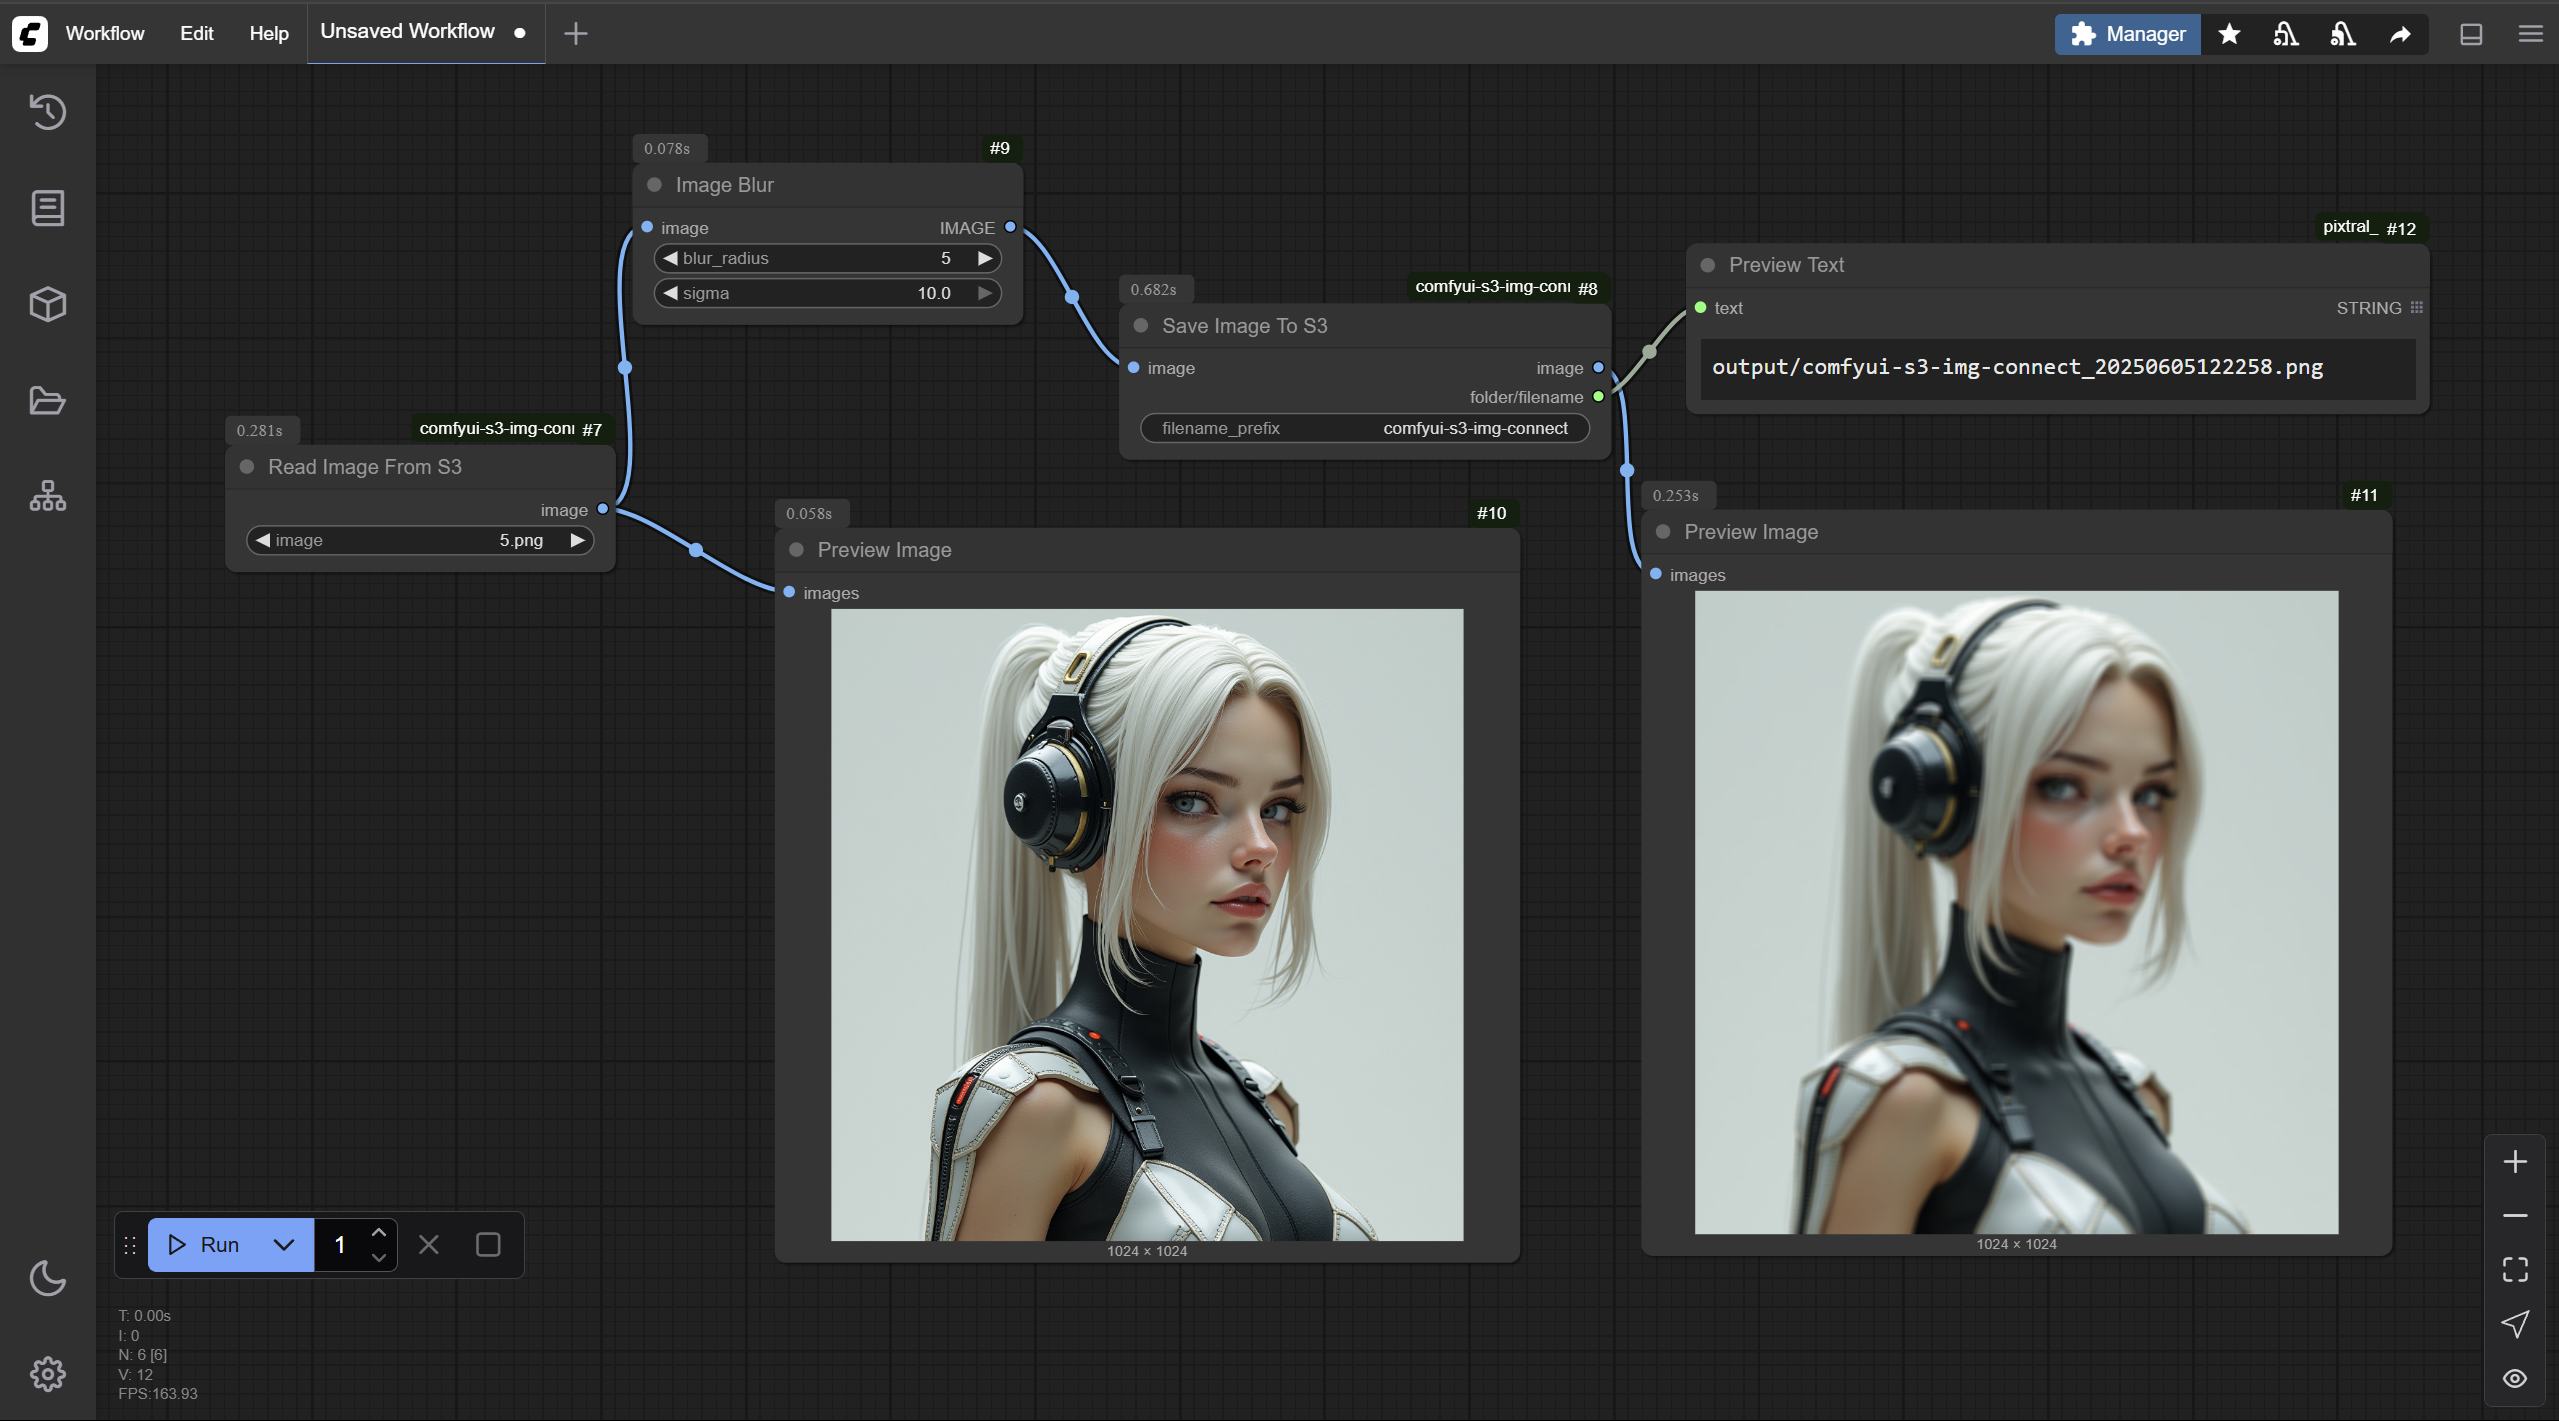 Workflow
Edit
Help
Unsaved Workflow
Manager
0.078s
#9
Image Blur
image
IMAGE
blur_radius
5
sigma
10.0
0.682s
comfyui-s3-img-coni
#8
Save Image To S3
image
image
folder/filename
filename_prefix
comfyui-s3-img-connect
pixtral_
#12
Preview Text
text
STRING
output/comfyui-s3-img-connect_20250605122258.png
0.281s
comfyui-s3-img-coni
#7
Read Image From S3
image
image
5.png
0.058s
#10
Preview Image
images
1024 × 1024
0.253s
#11
Preview Image
images
1024 × 1024
Run
1
T: 0.00s
I: 0
N: 6 [6]
V: 12
FPS:163.93